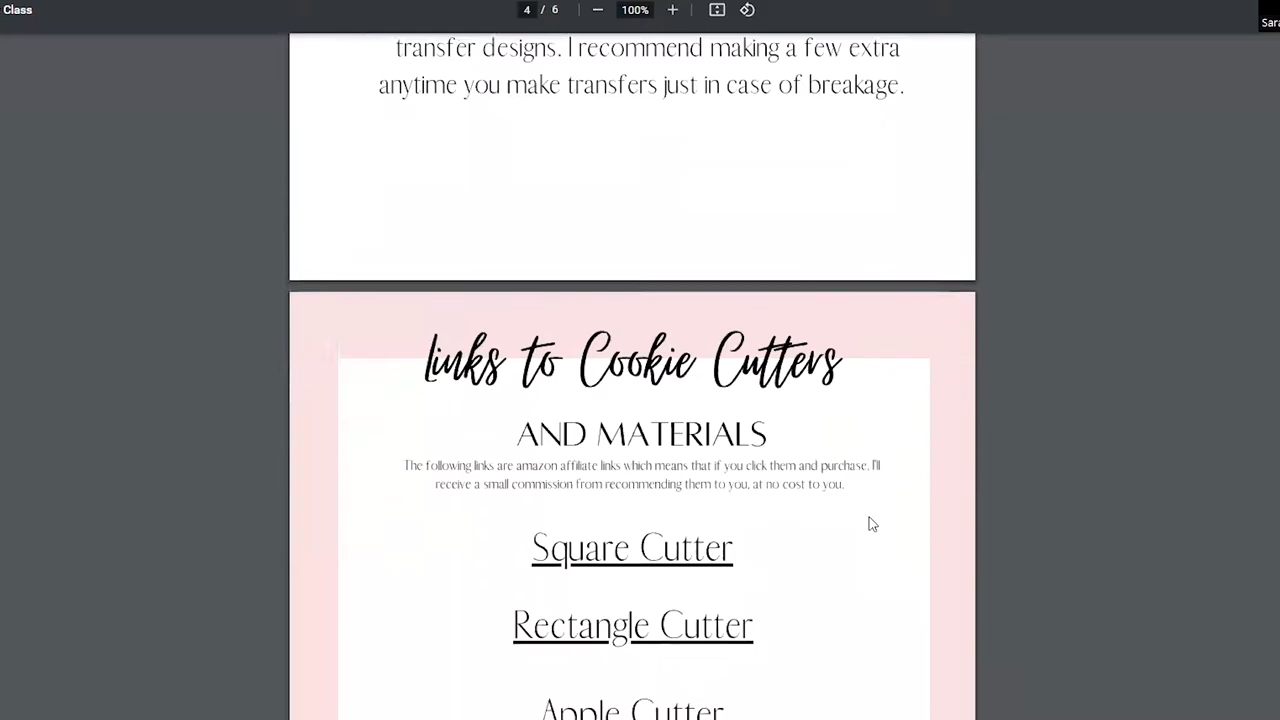 Class
4 / 6
100%
transfer designs. I recommend making a few extra
anytime you make transfers just in case of breakage.
Links to Cookie Cutters
AND MATERIALS
The following links are amazon affiliate links which means that if you click them and purchase, I'll
receive a small commission from recommending them to you, at no cost to you.
Square Cutter
Rectangle Cutter
Apple Cutter